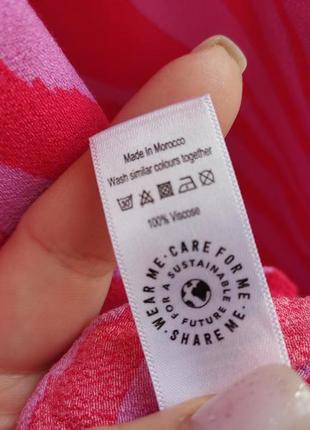 Made In Morocco
Wash similar colours together
100% Viscose
WEAR ME · CARE FOR ME · SHARE ME ·
FOR A SUSTAINABLE FUTURE